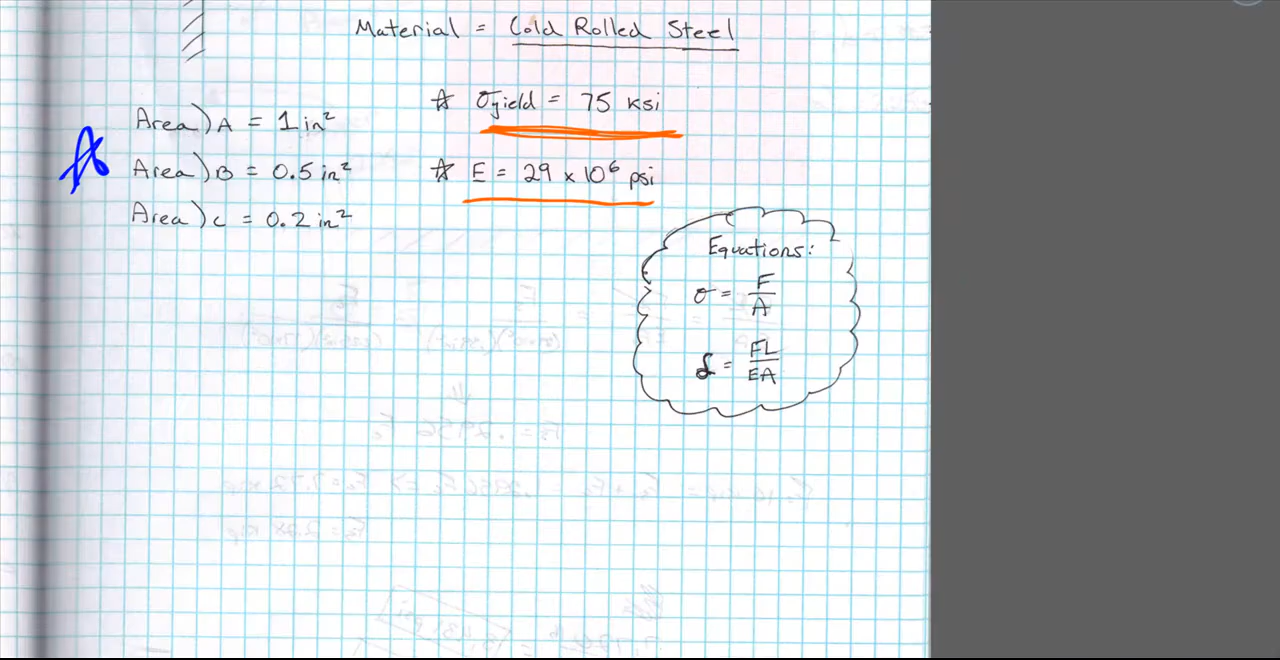 Material = Cold Rolled Steel
Area)A = 1 in²
Area)B = 0.5 in²
Area)C = 0.2 in²
☆ σyield = 75 ksi
☆ E = 29 x 10⁶ psi
Equations:
σ = F/A
δ = FL/EA